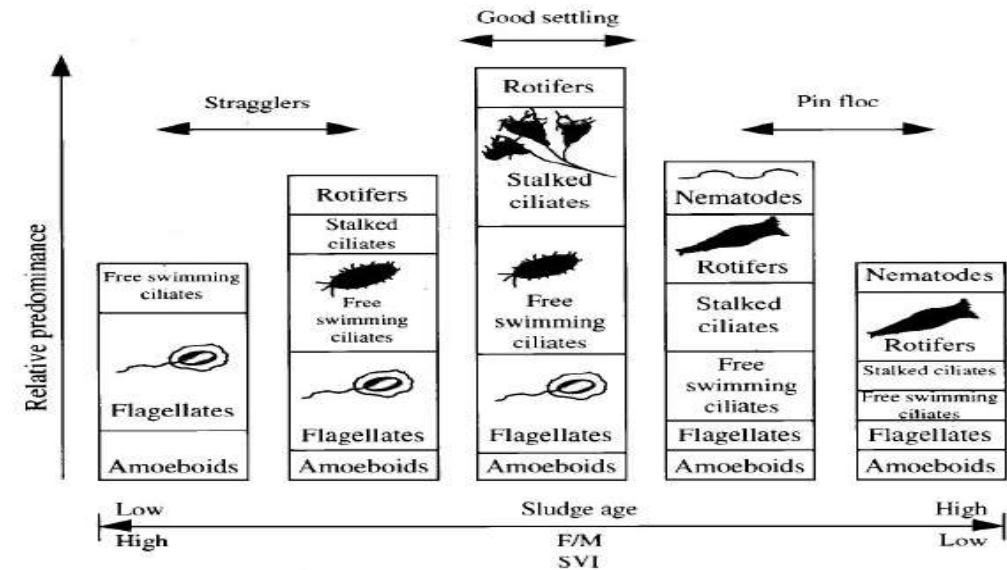 Good settling
Stragglers
Pin floc
Relative predominance
Free swimming
ciliates
Flagellates
Amoeboids
Rotifers
Stalked
ciliates
Free
swimming
ciliates
Flagellates
Amoeboids
Rotifers
Stalked
ciliates
Free
swimming
ciliates
Flagellates
Amoeboids
Nematodes
Rotifers
Stalked
ciliates
Free
swimming
ciliates
Flagellates
Amoeboids
Nematodes
Rotifers
Stalked ciliates
Free swimming
ciliates
Flagellates
Amoeboids
Low Sludge age High
High F/M Low
SVI